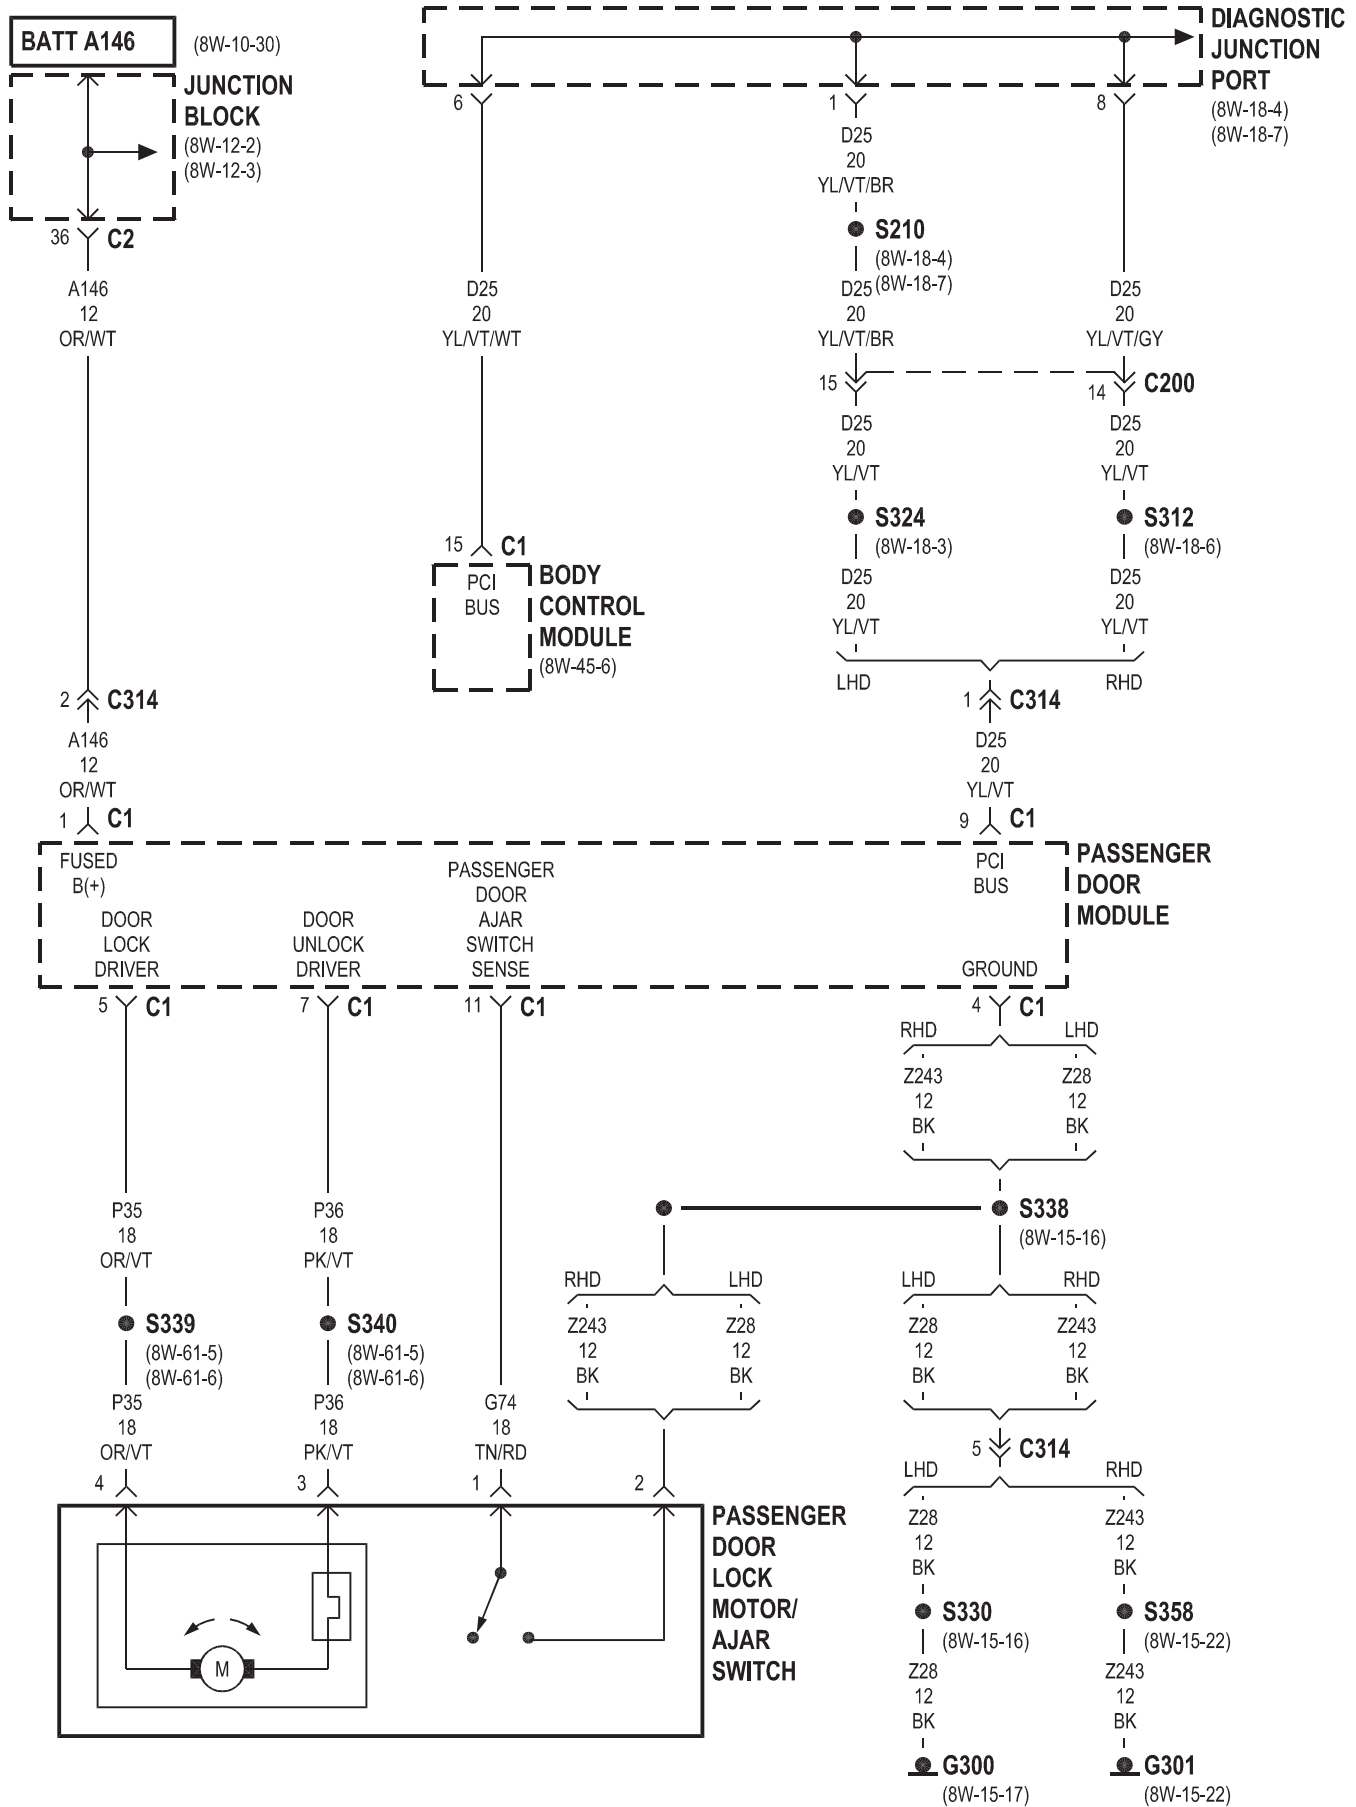 BATT A146
(8W-10-30)
JUNCTION
BLOCK
(8W-12-2)
(8W-12-3)
36
C2
A146
12
OR/WT
2
C314
A146
12
OR/WT
1
C1
DIAGNOSTIC
JUNCTION
PORT
(8W-18-4)
(8W-18-7)
6
D25
20
YL/VT/WT
15
C1
PCI
BUS
BODY
CONTROL
MODULE
(8W-45-6)
1
D25
20
YL/VT/BR
S210
(8W-18-4)
(8W-18-7)
D25
20
YL/VT/BR
15
D25
20
YL/VT
S324
(8W-18-3)
D25
20
YL/VT
LHD
8
D25
20
YL/VT/GY
14
C200
D25
20
YL/VT
S312
(8W-18-6)
D25
20
YL/VT
RHD
1
C314
D25
20
YL/VT
9
C1
FUSED
B(+)
PCI
BUS
PASSENGER
DOOR
MODULE
DOOR
LOCK
DRIVER
DOOR
UNLOCK
DRIVER
PASSENGER
DOOR
AJAR
SWITCH
SENSE
GROUND
5
C1
7
C1
11
C1
4
C1
P35
18
OR/VT
S339
(8W-61-5)
(8W-61-6)
P35
18
OR/VT
4
P36
18
PK/VT
S340
(8W-61-5)
(8W-61-6)
P36
18
PK/VT
3
G74
18
TN/RD
1
RHD
LHD
Z243
12
BK
Z28
12
BK
S338
(8W-15-16)
RHD
LHD
Z243
12
BK
Z28
12
BK
2
LHD
RHD
Z28
12
BK
Z243
12
BK
5
C314
LHD
RHD
Z28
12
BK
S330
(8W-15-16)
Z28
12
BK
G300
(8W-15-17)
Z243
12
BK
S358
(8W-15-22)
Z243
12
BK
G301
(8W-15-22)
PASSENGER
DOOR
LOCK
MOTOR/
AJAR
SWITCH
M